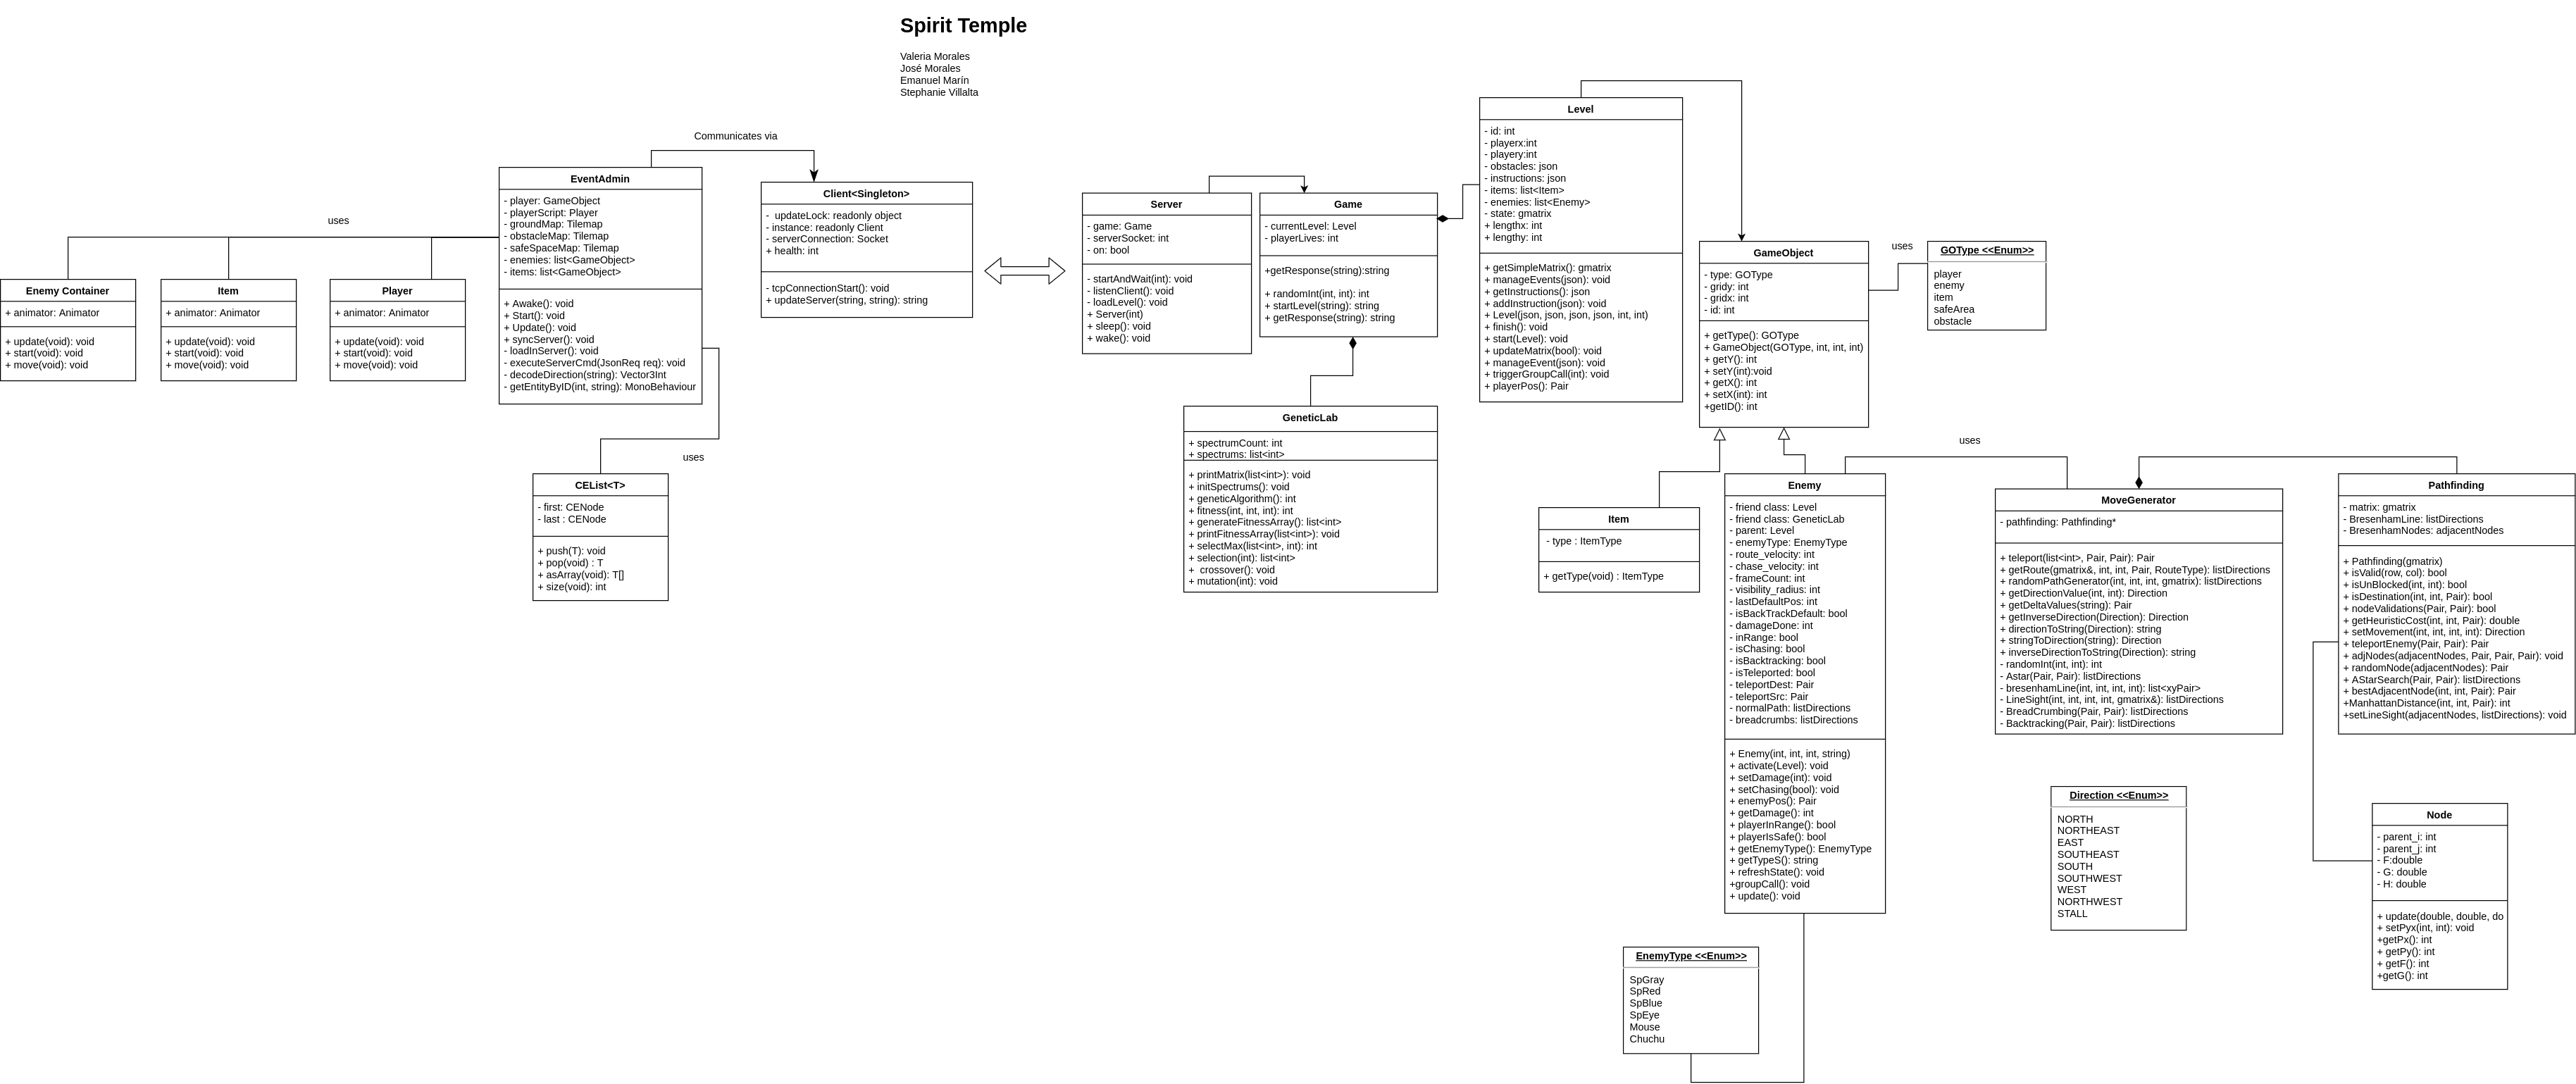 Spirit Temple
Valeria Morales
José Morales
Emanuel Marín
Stephanie Villalta
uses
Enemy Container
+ animator: Animator
+ update(void): void
+ start(void): void
+ move(void): void
Item
+ animator: Animator
+ update(void): void
+ start(void): void
+ move(void): void
Player
+ animator: Animator
+ update(void): void
+ start(void): void
+ move(void): void
EventAdmin
- player: GameObject
- playerScript: Player
- groundMap: Tilemap
- obstacleMap: Tilemap
- safeSpaceMap: Tilemap
- enemies: list<GameObject>
- items: list<GameObject>
+ Awake(): void
+ Start(): void
+ Update(): void
+ syncServer(): void
- loadInServer(): void
- executeServerCmd(JsonReq req): void
- decodeDirection(string): Vector3Int
- getEntityByID(int, string): MonoBehaviour
uses
CEList<T>
- first: CENode
- last : CENode
+ push(T): void
+ pop(void) : T
+ asArray(void): T[]
+ size(void): int
Communicates via
Client<Singleton>
-  updateLock: readonly object
- instance: readonly Client
- serverConnection: Socket
+ health: int
- tcpConnectionStart(): void
+ updateServer(string, string): string
Server
- game: Game
- serverSocket: int
- on: bool
- startAndWait(int): void
- listenClient(): void
- loadLevel(): void
+ Server(int)
+ sleep(): void
+ wake(): void
Game
- currentLevel: Level
- playerLives: int
+getResponse(string):string
+ randomInt(int, int): int
+ startLevel(string): string
+ getResponse(string): string
GeneticLab
+ spectrumCount: int
+ spectrums: list<int>
+ printMatrix(list<int>): void
+ initSpectrums(): void
+ geneticAlgorithm(): int
+ fitness(int, int, int): int
+ generateFitnessArray(): list<int>
+ printFitnessArray(list<int>): void
+ selectMax(list<int>, int): int
+ selection(int): list<int>
+  crossover(): void
+ mutation(int): void
Level
- id: int
- playerx:int
- playery:int
- obstacles: json
- instructions: json
- items: list<Item>
- enemies: list<Enemy>
- state: gmatrix
+ lengthx: int
+ lengthy: int
+ getSimpleMatrix(): gmatrix
+ manageEvents(json): void
+ getInstructions(): json
+ addInstruction(json): void
+ Level(json, json, json, json, int, int)
+ finish(): void
+ start(Level): void
+ updateMatrix(bool): void
+ manageEvent(json): void
+ triggerGroupCall(int): void
+ playerPos(): Pair
GameObject
- type: GOType
- gridy: int
- gridx: int
- id: int
+ getType(): GOType
+ GameObject(GOType, int, int, int)
+ getY(): int
+ setY(int):void
+ getX(): int
+ setX(int): int
+getID(): int
uses
GOType <<Enum>>
player
enemy
item
safeArea
obstacle
Item
- type : ItemType
+ getType(void) : ItemType
Enemy
- friend class: Level
- friend class: GeneticLab
- parent: Level
- enemyType: EnemyType
- route_velocity: int
- chase_velocity: int
- frameCount: int
- visibility_radius: int
- lastDefaultPos: int
- isBackTrackDefault: bool
- damageDone: int
- inRange: bool
- isChasing: bool
- isBacktracking: bool
- isTeleported: bool
- teleportDest: Pair
- teleportSrc: Pair
- normalPath: listDirections
- breadcrumbs: listDirections
+ Enemy(int, int, int, string)
+ activate(Level): void
+ setDamage(int): void
+ setChasing(bool): void
+ enemyPos(): Pair
+ getDamage(): int
+ playerInRange(): bool
+ playerIsSafe(): bool
+ getEnemyType(): EnemyType
+ getTypeS(): string
+ refreshState(): void
+groupCall(): void
+ update(): void
EnemyType <<Enum>>
SpGray
SpRed
SpBlue
SpEye
Mouse
Chuchu
uses
MoveGenerator
- pathfinding: Pathfinding*
+ teleport(list<int>, Pair, Pair): Pair
+ getRoute(gmatrix&, int, int, Pair, RouteType): listDirections
+ randomPathGenerator(int, int, int, gmatrix): listDirections
+ getDirectionValue(int, int): Direction
+ getDeltaValues(string): Pair
+ getInverseDirection(Direction): Direction
+ directionToString(Direction): string
+ stringToDirection(string): Direction
+ inverseDirectionToString(Direction): string
- randomInt(int, int): int
- Astar(Pair, Pair): listDirections
- bresenhamLine(int, int, int, int): list<xyPair>
- LineSight(int, int, int, int, gmatrix&): listDirections
- BreadCrumbing(Pair, Pair): listDirections
- Backtracking(Pair, Pair): listDirections
Direction <<Enum>>
NORTH
NORTHEAST
EAST
SOUTHEAST
SOUTH
SOUTHWEST
WEST
NORTHWEST
STALL
Pathfinding
- matrix: gmatrix
- BresenhamLine: listDirections
- BresenhamNodes: adjacentNodes
+ Pathfinding(gmatrix)
+ isValid(row, col): bool
+ isUnBlocked(int, int): bool
+ isDestination(int, int, Pair): bool
+ nodeValidations(Pair, Pair): bool
+ getHeuristicCost(int, int, Pair): double
+ setMovement(int, int, int, int): Direction
+ teleportEnemy(Pair, Pair): Pair
+ adjNodes(adjacentNodes, Pair, Pair, Pair): void
+ randomNode(adjacentNodes): Pair
+ AStarSearch(Pair, Pair): listDirections
+ bestAdjacentNode(int, int, Pair): Pair
+ManhattanDistance(int, int, Pair): int
+setLineSight(adjacentNodes, listDirections): void
Node
- parent_i: int
- parent_j: int
- F:double
- G: double
- H: double
+ update(double, double, do
+ setPyx(int, int): void
+getPx(): int
+ getPy(): int
+ getF(): int
+getG(): int